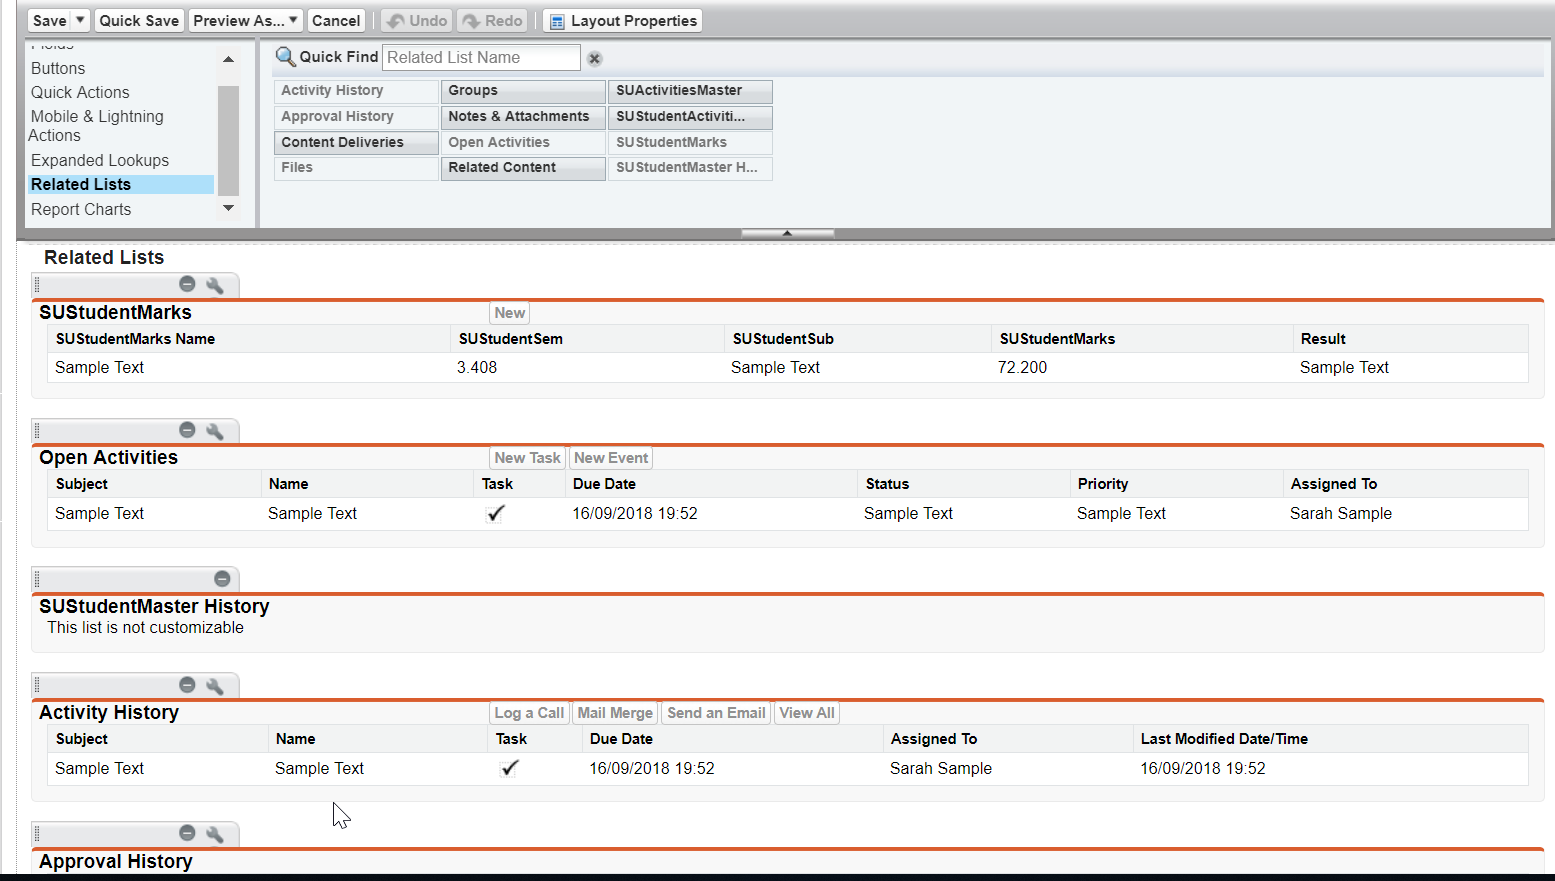 Save Quick Save Preview As... Cancel Undo Redo Layout Properties
Fields
Buttons
Quick Actions
Mobile & Lightning
Actions
Expanded Lookups
Related Lists
Report Charts
Quick Find Related List Name
Activity History Groups SUActivitiesMaster
Approval History Notes & Attachments SUStudentActiviti...
Content Deliveries Open Activities SUStudentMarks
Files Related Content SUStudentMaster H...
Related Lists
SUStudentMarks New
SUStudentMarks Name SUStudentSem SUStudentSub SUStudentMarks Result
Sample Text 3.408 Sample Text 72.200 Sample Text
Open Activities New Task New Event
Subject Name Task Due Date Status Priority Assigned To
Sample Text Sample Text 16/09/2018 19:52 Sample Text Sample Text Sarah Sample
SUStudentMaster History
This list is not customizable
Activity History Log a Call Mail Merge Send an Email View All
Subject Name Task Due Date Assigned To Last Modified Date/Time
Sample Text Sample Text 16/09/2018 19:52 Sarah Sample 16/09/2018 19:52
Approval History